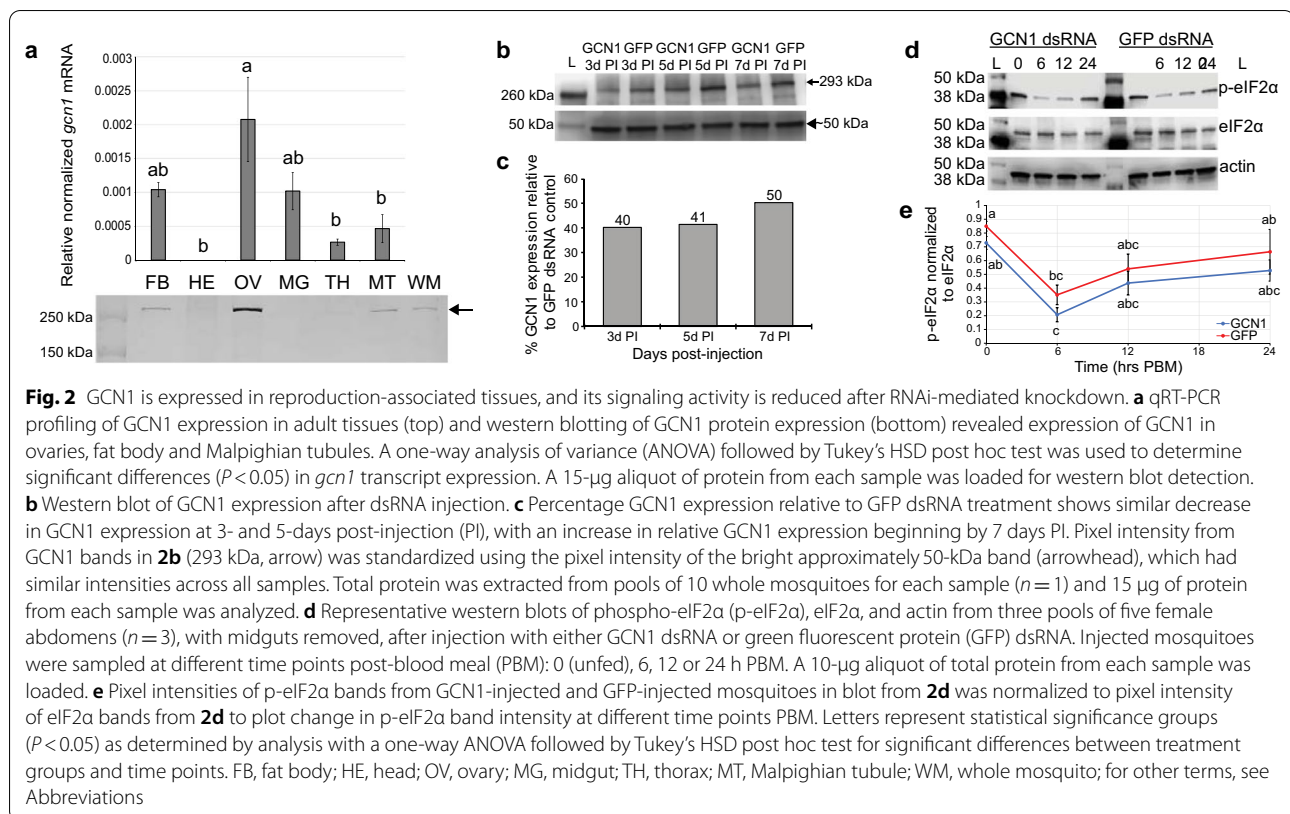 a
Relative normalized gcn1 mRNA
0.003
0.0025
0.002
0.0015
0.001
0.0005
0
ab
b
a
ab
b
b
FB HE OV MG TH MT WM
250 kDa
150 kDa
b
GCN1 GFP GCN1 GFP GCN1 GFP
L 3d PI 3d PI 5d PI 5d PI 7d PI 7d PI
293 kDa
260 kDa
50 kDa
~50 kDa
c
% GCN1 expression relative
to GFP dsRNA control
60
50
40
30
20
10
0
40
41
50
3d PI 5d PI 7d PI
Days post-injection
d
GCN1 dsRNA GFP dsRNA
L 0 6 12 24 6 12 24 L
0
50 kDa
38 kDa
p-eIF2α
50 kDa
38 kDa
eIF2α
50 kDa
38 kDa
actin
e
p-eIF2α normalized
to eIF2α
1
0.9
0.8
0.7
0.6
0.5
0.4
0.3
0.2
0.1
0
a
ab
bc
c
abc
abc
ab
abc
GCN1
GFP
0 6 12 24
Time (hrs PBM)
Fig. 2 GCN1 is expressed in reproduction-associated tissues, and its signaling activity is reduced after RNAi-mediated knockdown. a qRT-PCR
profiling of GCN1 expression in adult tissues (top) and western blotting of GCN1 protein expression (bottom) revealed expression of GCN1 in
ovaries, fat body and Malpighian tubules. A one-way analysis of variance (ANOVA) followed by Tukey's HSD post hoc test was used to determine
significant differences (P < 0.05) in gcn1 transcript expression. A 15-µg aliquot of protein from each sample was loaded for western blot detection.
b Western blot of GCN1 expression after dsRNA injection. c Percentage GCN1 expression relative to GFP dsRNA treatment shows similar decrease
in GCN1 expression at 3- and 5-days post-injection (PI), with an increase in relative GCN1 expression beginning by 7 days PI. Pixel intensity from
GCN1 bands in 2b (293 kDa, arrow) was standardized using the pixel intensity of the bright approximately 50-kDa band (arrowhead), which had
similar intensities across all samples. Total protein was extracted from pools of 10 whole mosquitoes for each sample (n = 1) and 15 µg of protein
from each sample was analyzed. d Representative western blots of phospho-eIF2α (p-eIF2α), eIF2α, and actin from three pools of five female
abdomens (n = 3), with midguts removed, after injection with either GCN1 dsRNA or green fluorescent protein (GFP) dsRNA. Injected mosquitoes
were sampled at different time points post-blood meal (PBM): 0 (unfed), 6, 12 or 24 h PBM. A 10-µg aliquot of total protein from each sample was
loaded. e Pixel intensities of p-eIF2α bands from GCN1-injected and GFP-injected mosquitoes in blot from 2d was normalized to pixel intensity
of eIF2α bands from 2d to plot change in p-eIF2α band intensity at different time points PBM. Letters represent statistical significance groups
(P < 0.05) as determined by analysis with a one-way ANOVA followed by Tukey's HSD post hoc test for significant differences between treatment
groups and time points. FB, fat body; HE, head; OV, ovary; MG, midgut; TH, thorax; MT, Malpighian tubule; WM, whole mosquito; for other terms, see
Abbreviations